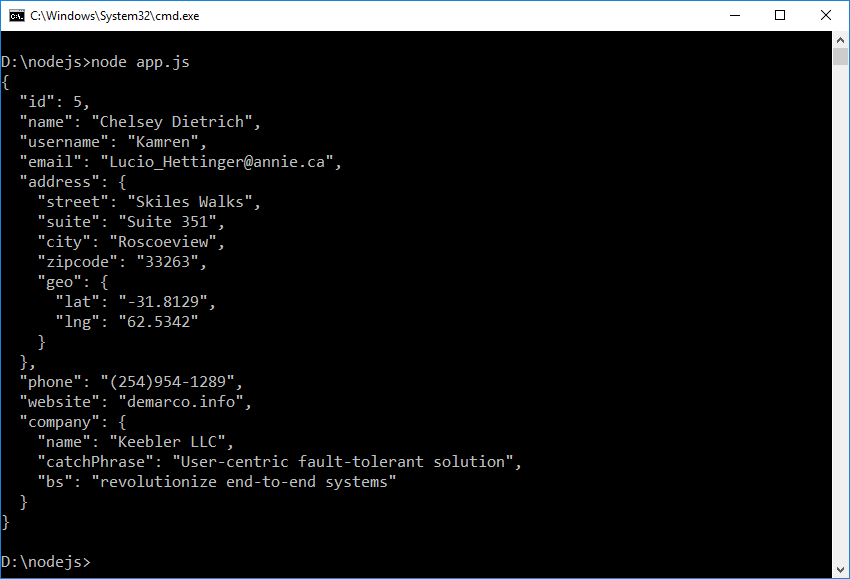 C:\Windows\System32\cmd.exe
D:\nodejs>node app.js
{
  "id": 5,
  "name": "Chelsey Dietrich",
  "username": "Kamren",
  "email": "Lucio_Hettinger@annie.ca",
  "address": {
    "street": "Skiles Walks",
    "suite": "Suite 351",
    "city": "Roscoeview",
    "zipcode": "33263",
    "geo": {
      "lat": "-31.8129",
      "lng": "62.5342"
    }
  },
  "phone": "(254)954-1289",
  "website": "demarco.info",
  "company": {
    "name": "Keebler LLC",
    "catchPhrase": "User-centric fault-tolerant solution",
    "bs": "revolutionize end-to-end systems"
  }
}
D:\nodejs>